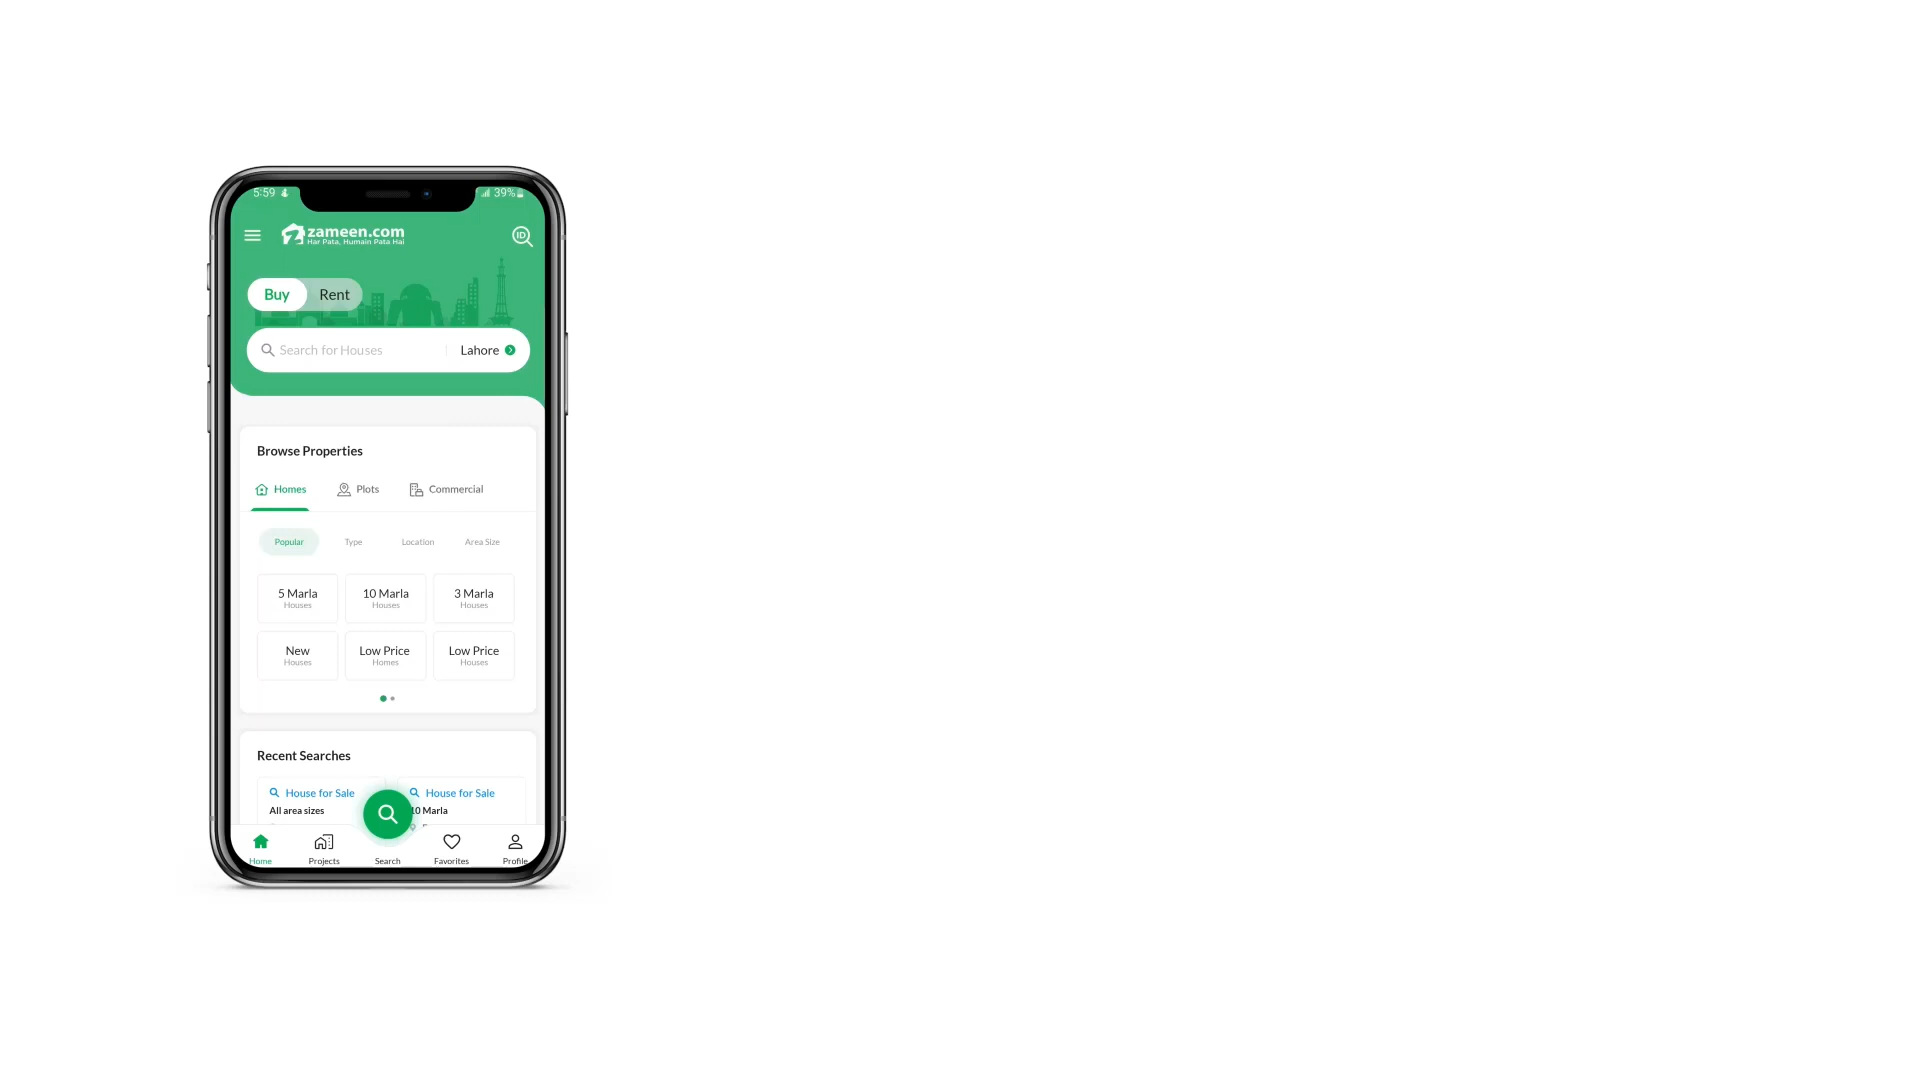 5:59 39%
zameen.com
Har Pata, Humain Pata Hai
ID
Buy Rent
Search for Houses Lahore
Browse Properties
Homes Plots Commercial
Popular Type Location Area Size
5 Marla 10 Marla 3 Marla
Houses Houses Houses
New Low Price Low Price
Houses Homes Houses
Recent Searches
House for Sale House for Sale
All area sizes 10 Marla
Home Projects Search Favorites Profile